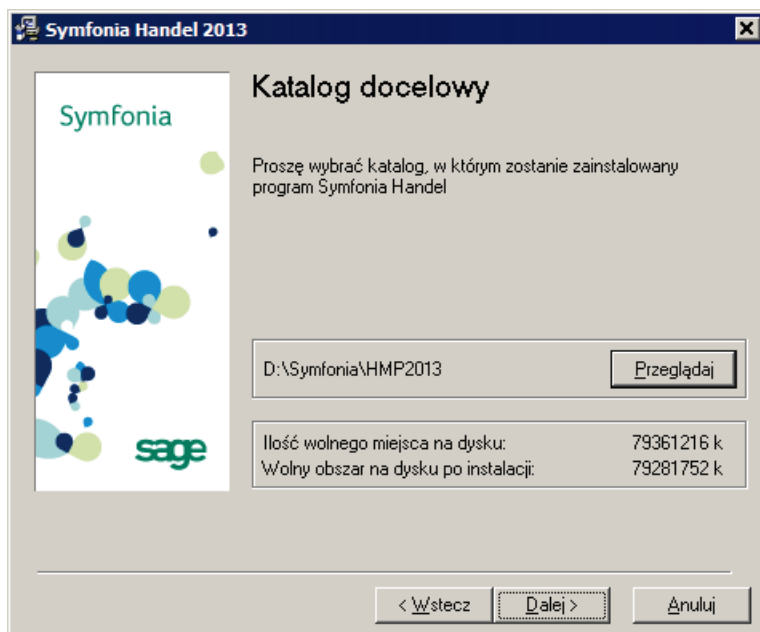 Symfonia Handel 2013
Symfonia
Katalog docelowy
Proszę wybrać katalog, w którym zostanie zainstalowany
program Symfonia Handel
D:\Symfonia\HMP2013 Przeglądaj
Ilość wolnego miejsca na dysku: 79361216 k
Wolny obszar na dysku po instalacji: 79281752 k
sage
< Wstecz Dalej > Anuluj